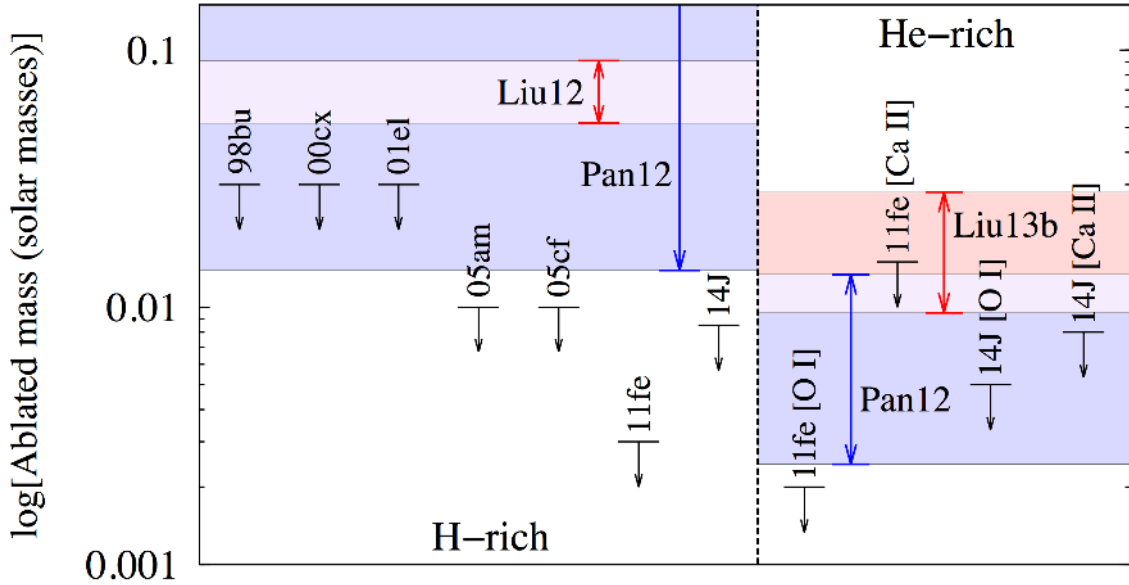 log[Ablated mass (solar masses)]
0.1
0.01
0.001
98bu
00cx
01el
Liu12
Pan12
05am
05cf
11fe
14J
H−rich
He−rich
11fe [Ca II]
Liu13b
14J [Ca II]
14J [O I]
Pan12
11fe [O I]